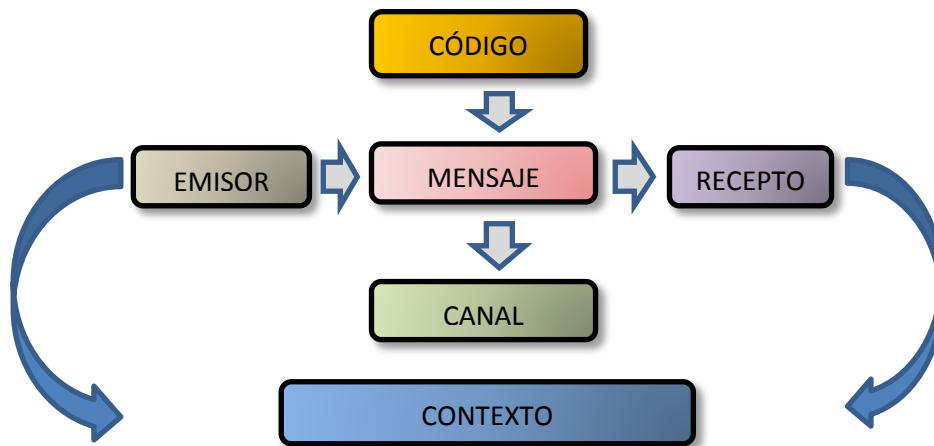 CÓDIGO
EMISOR
MENSAJE
RECEPTO
CANAL
CONTEXTO